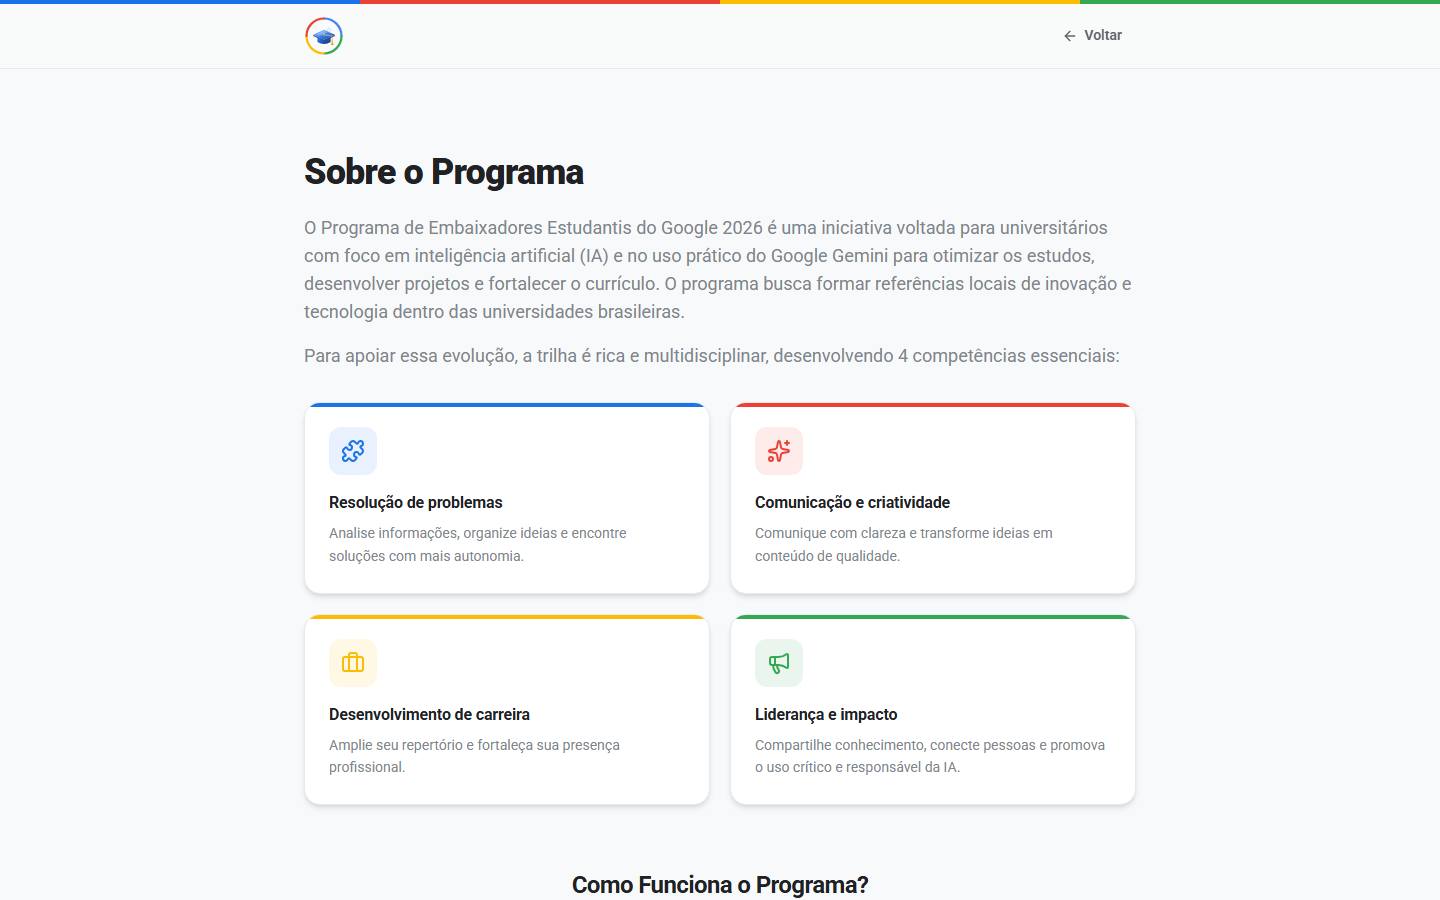 Voltar
Sobre o Programa
O Programa de Embaixadores Estudantis do Google 2026 é uma iniciativa voltada para universitários
com foco em inteligência artificial (IA) e no uso prático do Google Gemini para otimizar os estudos,
desenvolver projetos e fortalecer o currículo. O programa busca formar referências locais de inovação e
tecnologia dentro das universidades brasileiras.
Para apoiar essa evolução, a trilha é rica e multidisciplinar, desenvolvendo 4 competências essenciais:
Resolução de problemas
Analise informações, organize ideias e encontre
soluções com mais autonomia.
Comunicação e criatividade
Comunique com clareza e transforme ideias em
conteúdo de qualidade.
Desenvolvimento de carreira
Amplie seu repertório e fortaleça sua presença
profissional.
Liderança e impacto
Compartilhe conhecimento, conecte pessoas e promova
o uso crítico e responsável da IA.
Como Funciona o Programa?